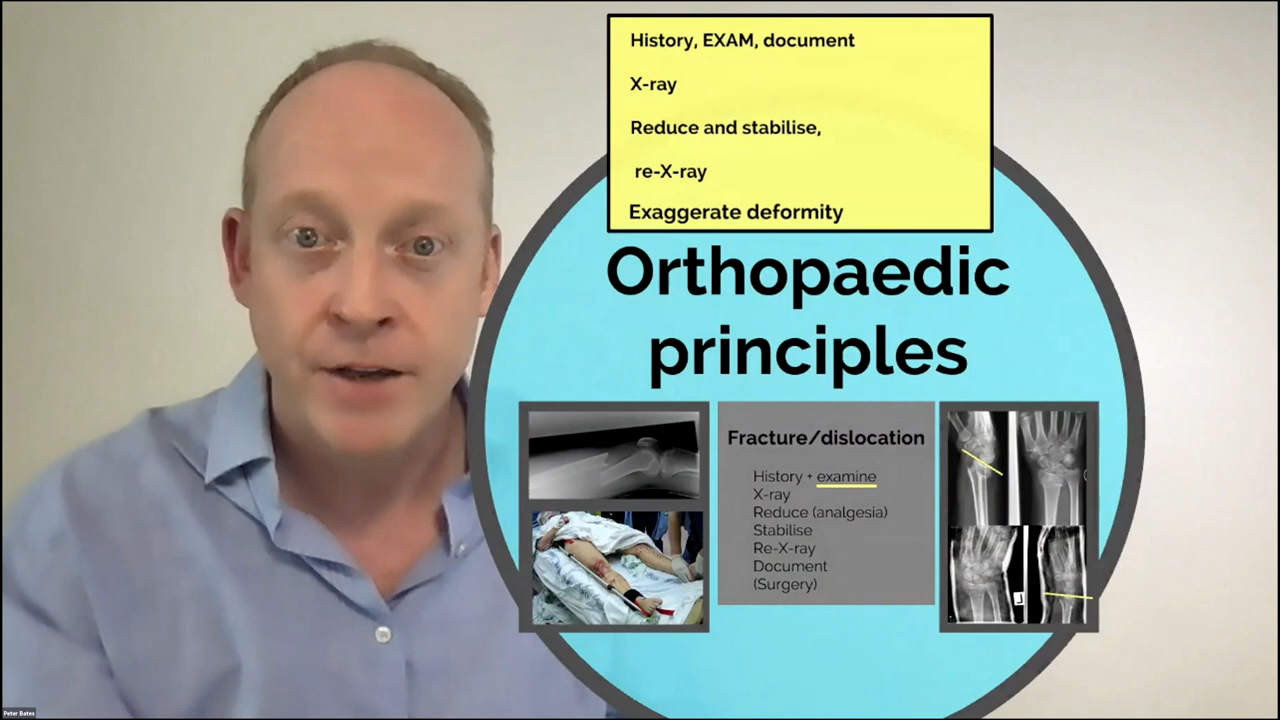 History, EXAM, document
X-ray
Reduce and stabilise,
re-X-ray
Exaggerate deformity
Orthopaedic
principles
Fracture/dislocation
History + examine
X-ray
Reduce (analgesia)
Stabilise
Re-X-ray
Document
(Surgery)
L
Peter Bates